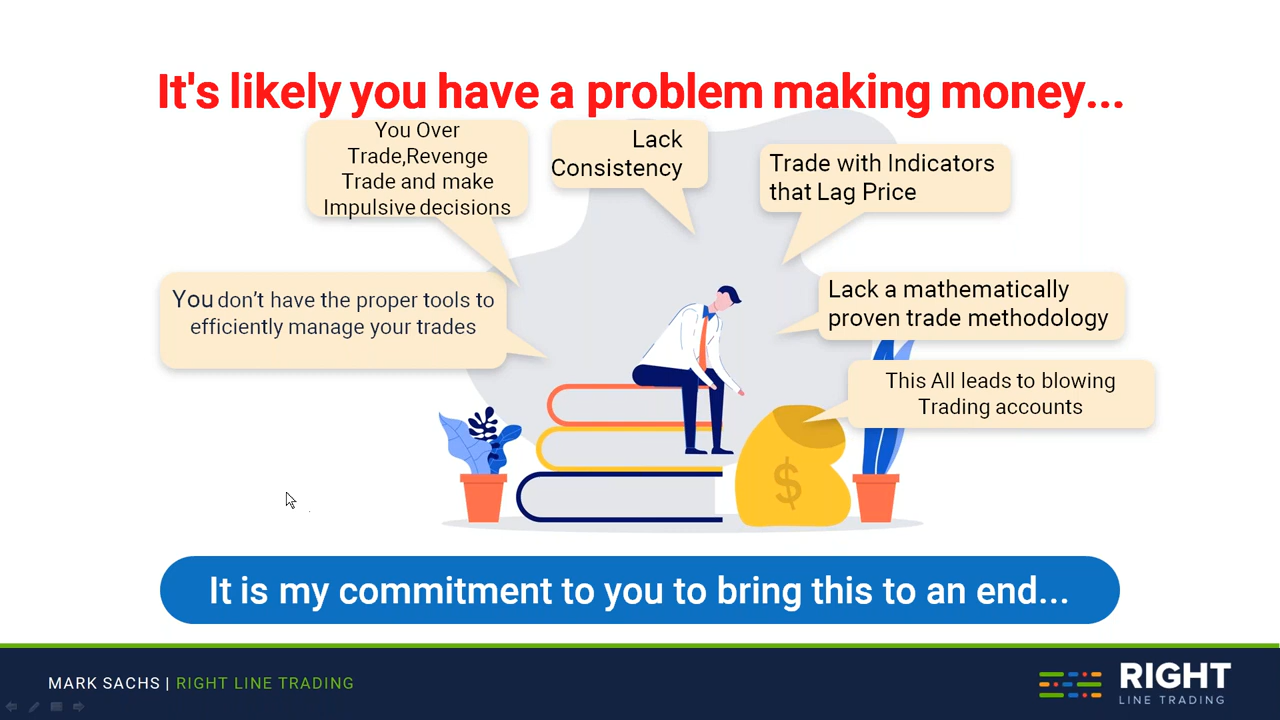 It's likely you have a problem making money...
You Over
Trade,Revenge
Trade and make
Impulsive decisions
Lack
Consistency
Trade with Indicators
that Lag Price
You don't have the proper tools to
efficiently manage your trades
Lack a mathematically
proven trade methodology
This All leads to blowing
Trading accounts
$
It is my commitment to you to bring this to an end...
MARK SACHS | RIGHT LINE TRADING
RIGHT
LINE TRADING